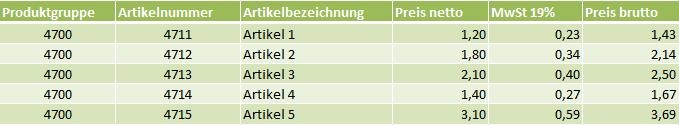 Produktgruppe Artikelnummer Artikelbezeichnung Preis netto MwSt 19% Preis brutto
4700 4711 Artikel 1 1,20 0,23 1,43
4700 4712 Artikel 2 1,80 0,34 2,14
4700 4713 Artikel 3 2,10 0,40 2,50
4700 4714 Artikel 4 1,40 0,27 1,67
4700 4715 Artikel 5 3,10 0,59 3,69